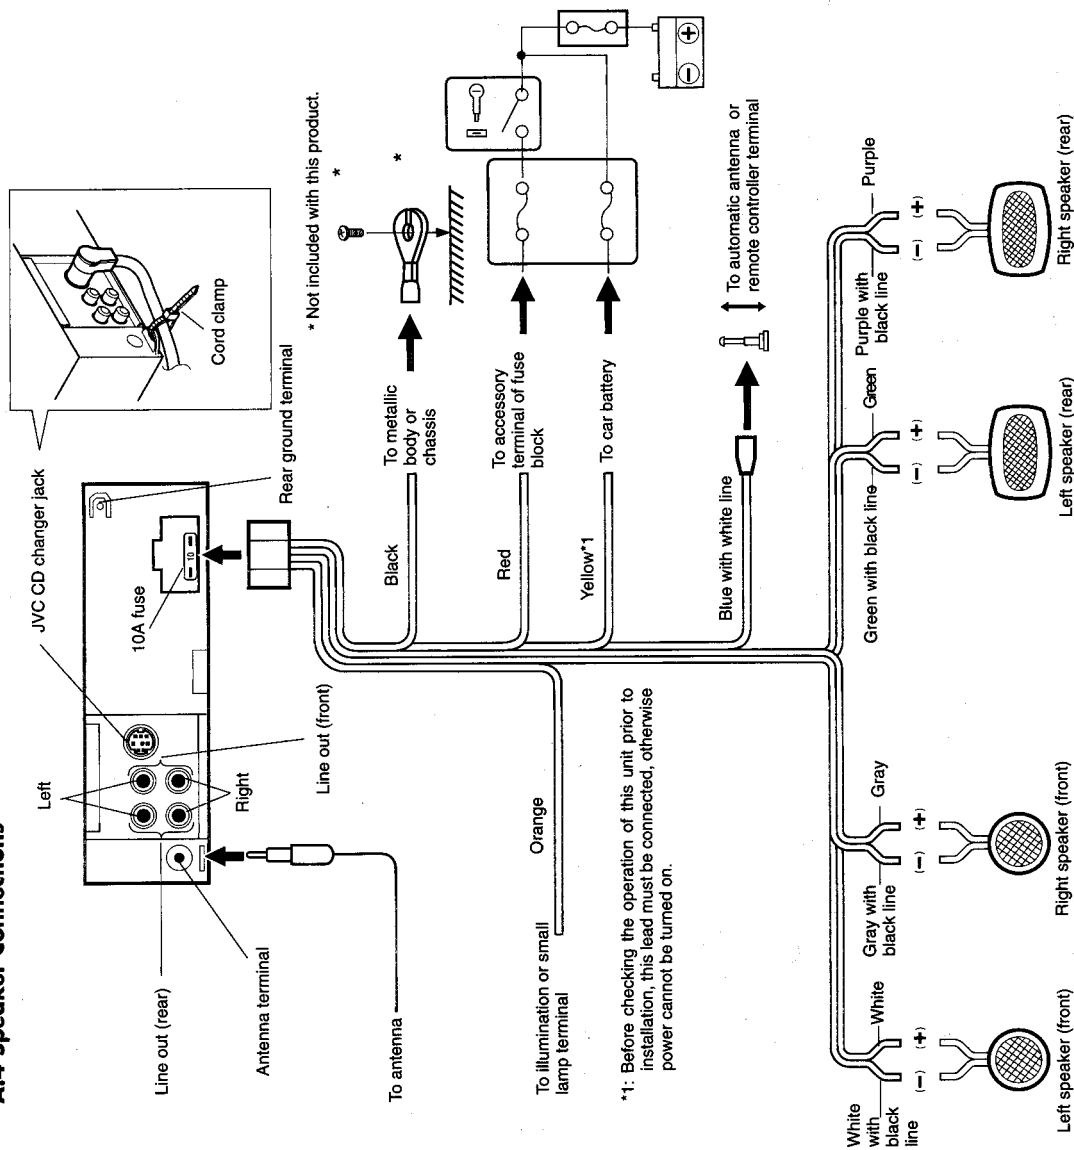 A.4 Speaker Connections
Left
JVC CD changer jack
Line out (rear)
Right
10A fuse
10
Cord clamp
Antenna terminal
Line out (front)
Rear ground terminal
* Not included with this product.
*
*
To antenna
Black
To metallic
body or
chassis
Orange
Red
To accessory
terminal of fuse
block
To illumination or small
lamp terminal
Yellow*1
To car battery
+
−
*1: Before checking the operation of this unit prior to
installation, this lead must be connected, otherwise
power cannot be turned on.
Blue with white line
To automatic antenna or
remote controller terminal
White
with
black
line
White
Gray with
black line
Gray
Green with black line
Green
Purple with
black line
Purple
(−)
(+)
(−)
(+)
(−)
(+)
(−)
(+)
Left speaker (front)
Right speaker (front)
Left speaker (rear)
Right speaker (rear)